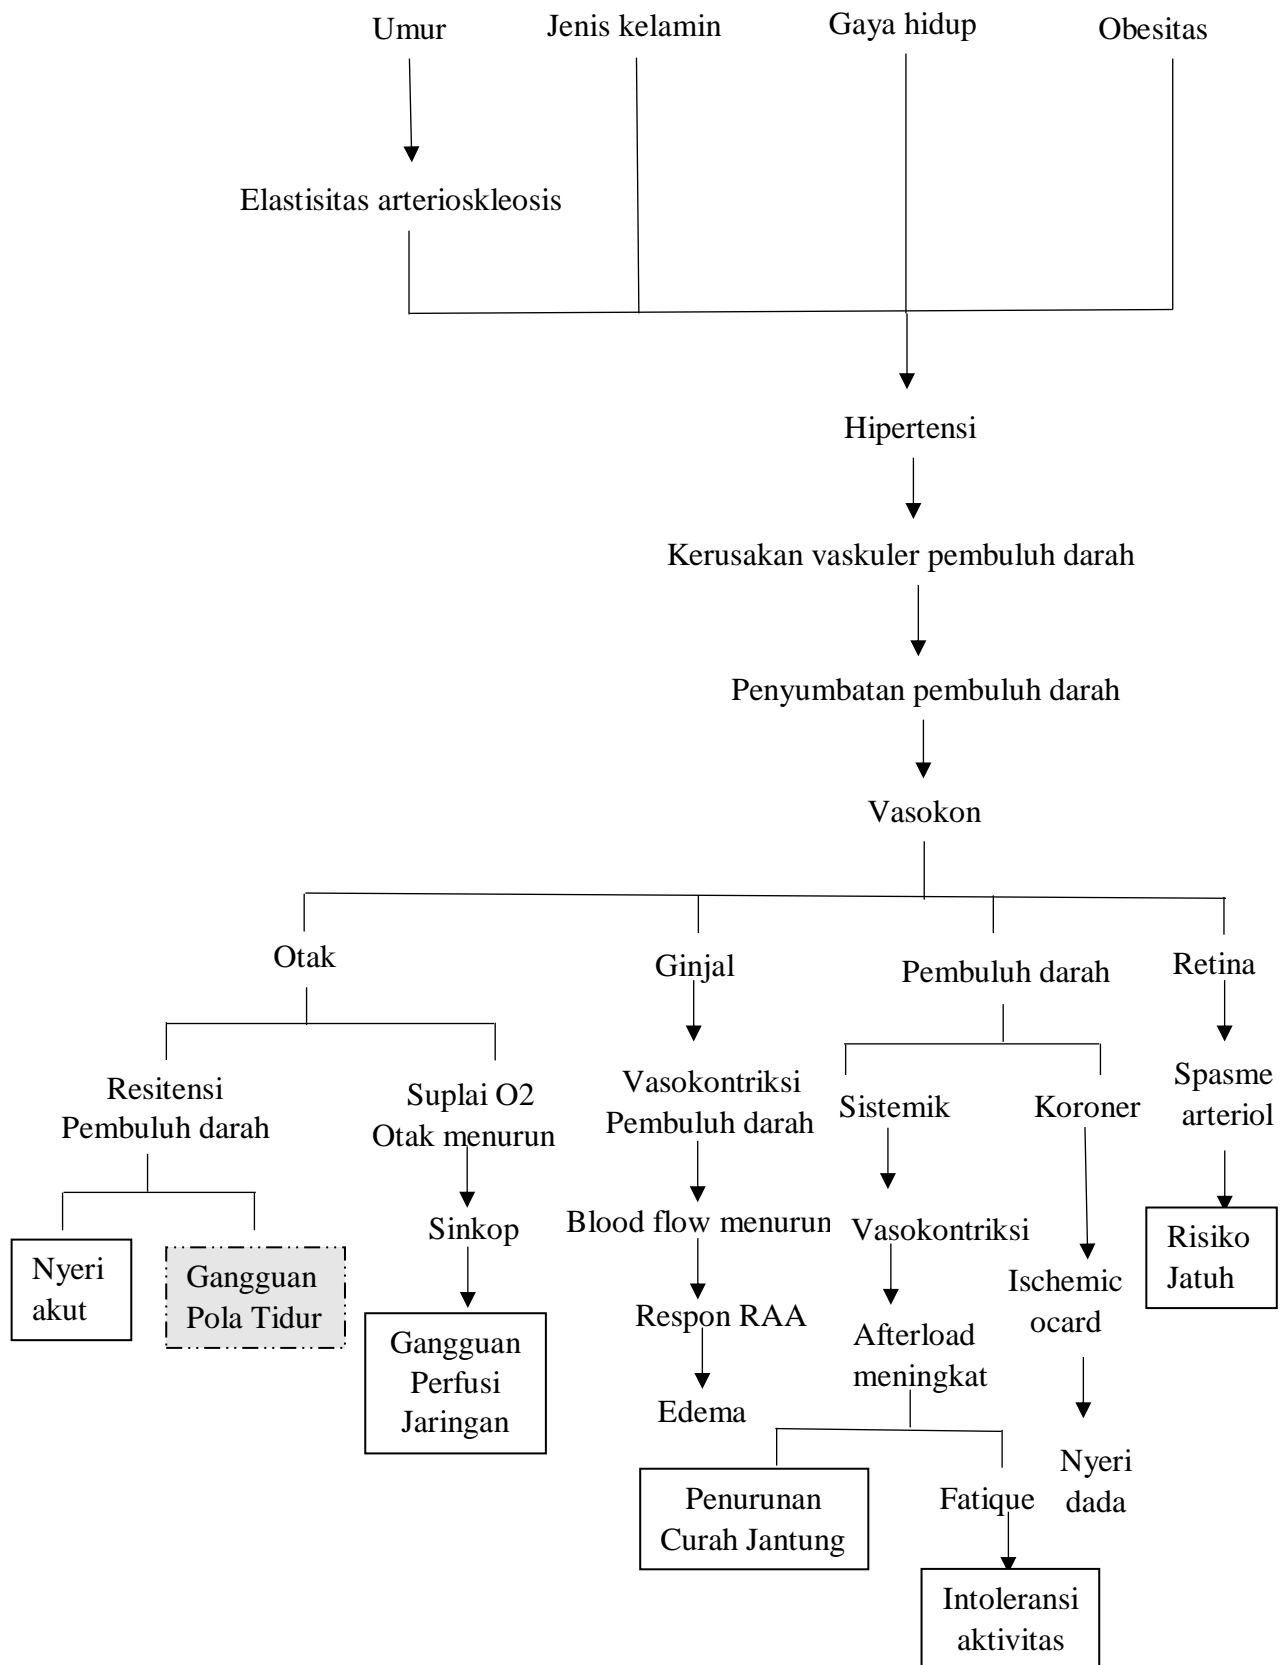 Umur
Jenis kelamin
Gaya hidup
Obesitas
Elastisitas arterioskleosis
Hipertensi
Kerusakan vaskuler pembuluh darah
Penyumbatan pembuluh darah
Vasokon
Otak
Ginjal
Pembuluh darah
Retina
Resitensi
Pembuluh darah
Suplai O2
Otak menurun
Vasokontriksi
Pembuluh darah
Sistemik
Koroner
Spasme
arteriol
Nyeri
akut
Gangguan
Pola Tidur
Sinkop
Blood flow menurun
Vasokontriksi
Ischemic
ocard
Risiko
Jatuh
Gangguan
Perfusi
Jaringan
Respon RAA
Afterload
meningkat
Edema
Nyeri
dada
Penurunan
Curah Jantung
Fatique
Intoleransi
aktivitas